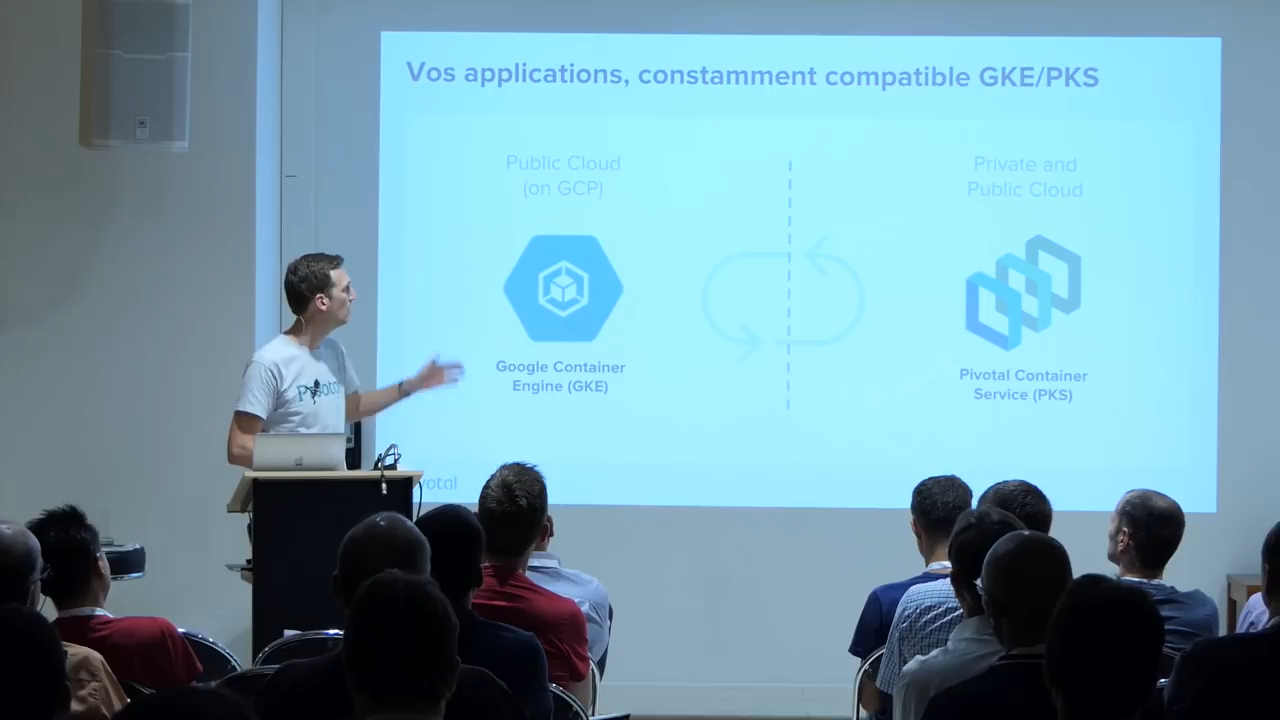 Vos applications, constamment compatible GKE/PKS
Public Cloud
(on GCP)
Private and
Public Cloud
Google Container
Engine (GKE)
Pivotal Container
Service (PKS)